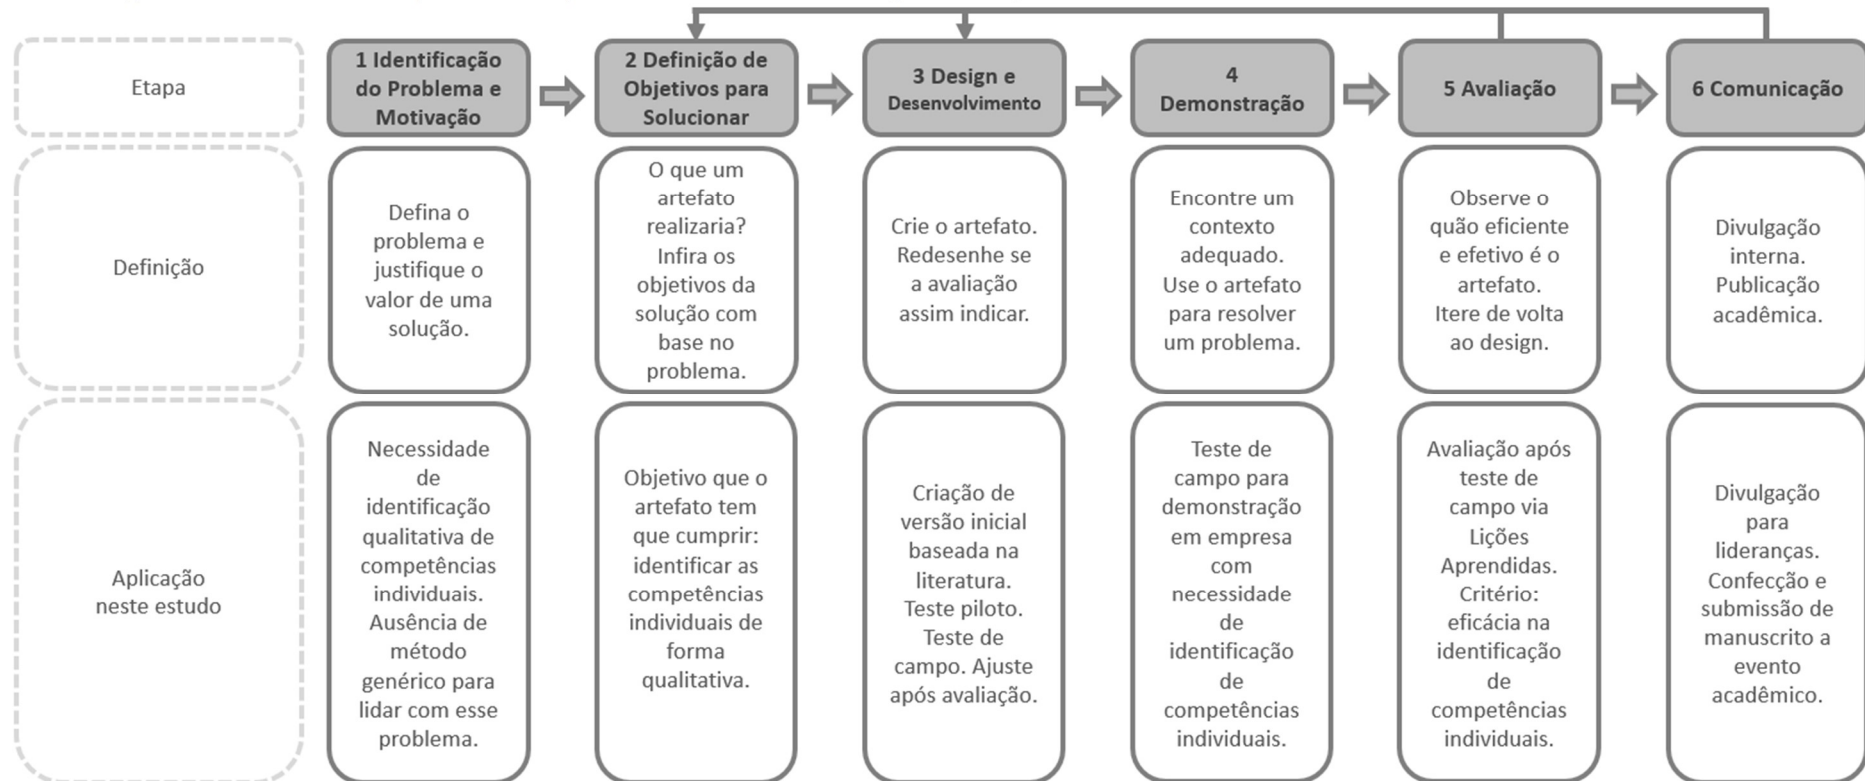 Etapa
1 Identificação
do Problema e
Motivação
2 Definição de
Objetivos para
Solucionar
3 Design e
Desenvolvimento
4
Demonstração
5 Avaliação
6 Comunicação
Definição
Defina o
problema e
justifique o
valor de uma
solução.
O que um
artefato
realizaria?
Infira os
objetivos da
solução com
base no
problema.
Crie o artefato.
Redesenhe se
a avaliação
assim indicar.
Encontre um
contexto
adequado.
Use o artefato
para resolver
um problema.
Observe o
quão eficiente
e efetivo é o
artefato.
Itere de volta
ao design.
Divulgação
interna.
Publicação
acadêmica.
Aplicação
neste estudo
Necessidade
de
identificação
qualitativa de
competências
individuais.
Ausência de
método
genérico para
lidar com esse
problema.
Objetivo que o
artefato tem
que cumprir:
identificar as
competências
individuais de
forma
qualitativa.
Criação de
versão inicial
baseada na
literatura.
Teste piloto.
Teste de
campo. Ajuste
após avaliação.
Teste de
campo para
demonstração
em empresa
com
necessidade
de
identificação
de
competências
individuais.
Avaliação após
teste de
campo via
Lições
Aprendidas.
Critério:
eficácia na
identificação
de
competências
individuais.
Divulgação
para
lideranças.
Confecção e
submissão de
manuscrito a
evento
acadêmico.